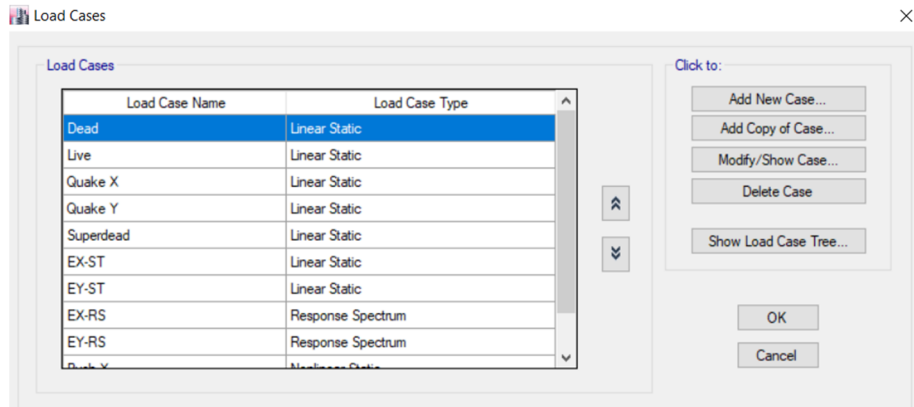 Load Cases
Load Cases
Load Case Name Load Case Type
Dead Linear Static
Live Linear Static
Quake X Linear Static
Quake Y Linear Static
Superdead Linear Static
EX-ST Linear Static
EY-ST Linear Static
EX-RS Response Spectrum
EY-RS Response Spectrum
Push X Nonlinear Static
Click to:
Add New Case...
Add Copy of Case...
Modify/Show Case...
Delete Case
Show Load Case Tree...
OK
Cancel